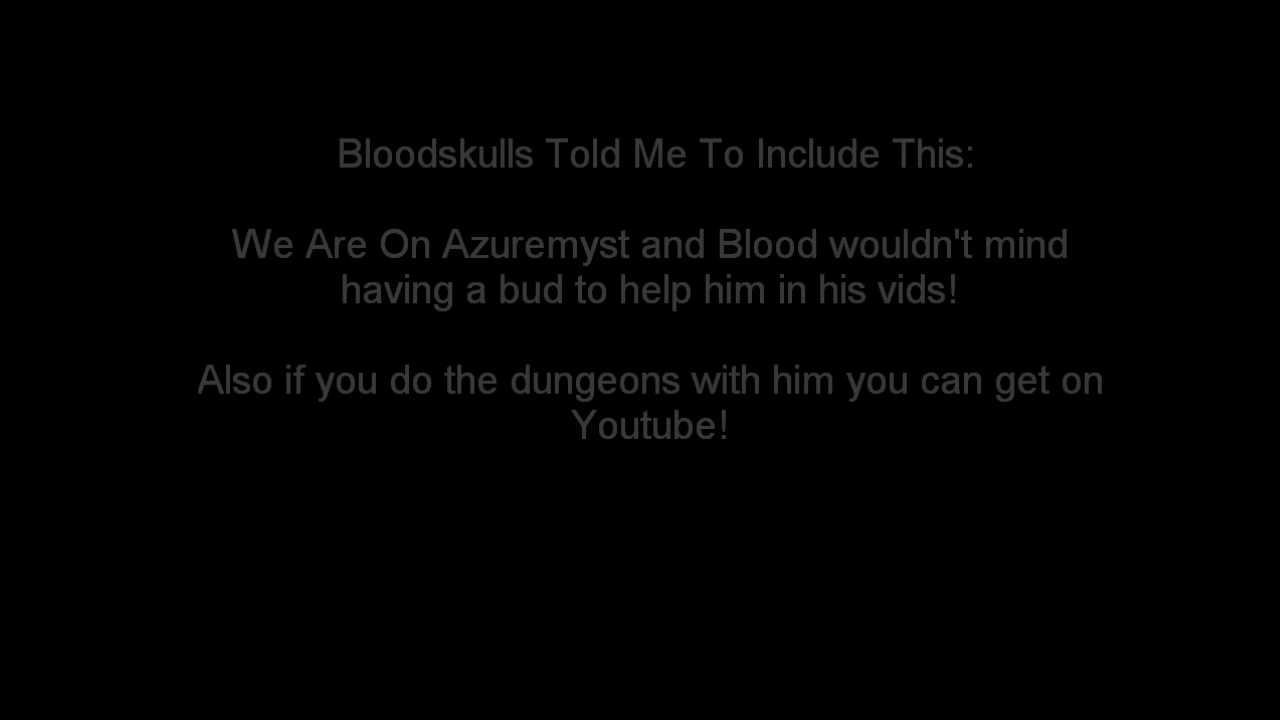 Bloodskulls Told Me To Include This:
We Are On Azuremyst and Blood wouldn't mind
having a bud to help him in his vids!
Also if you do the dungeons with him you can get on
Youtube!